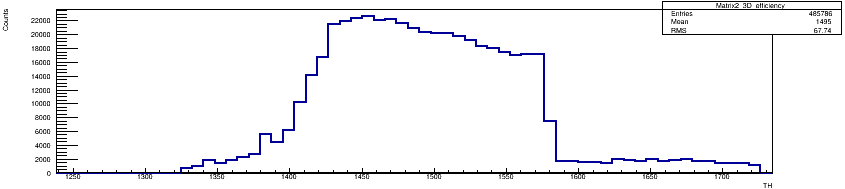 Matrix2_3D_efficiency
Entries 485786
Mean 1495
RMS 67.74
Counts
22000
20000
18000
16000
14000
12000
10000
8000
6000
4000
2000
0
1250 1300 1350 1400 1450 1500 1550 1600 1650 1700
TH